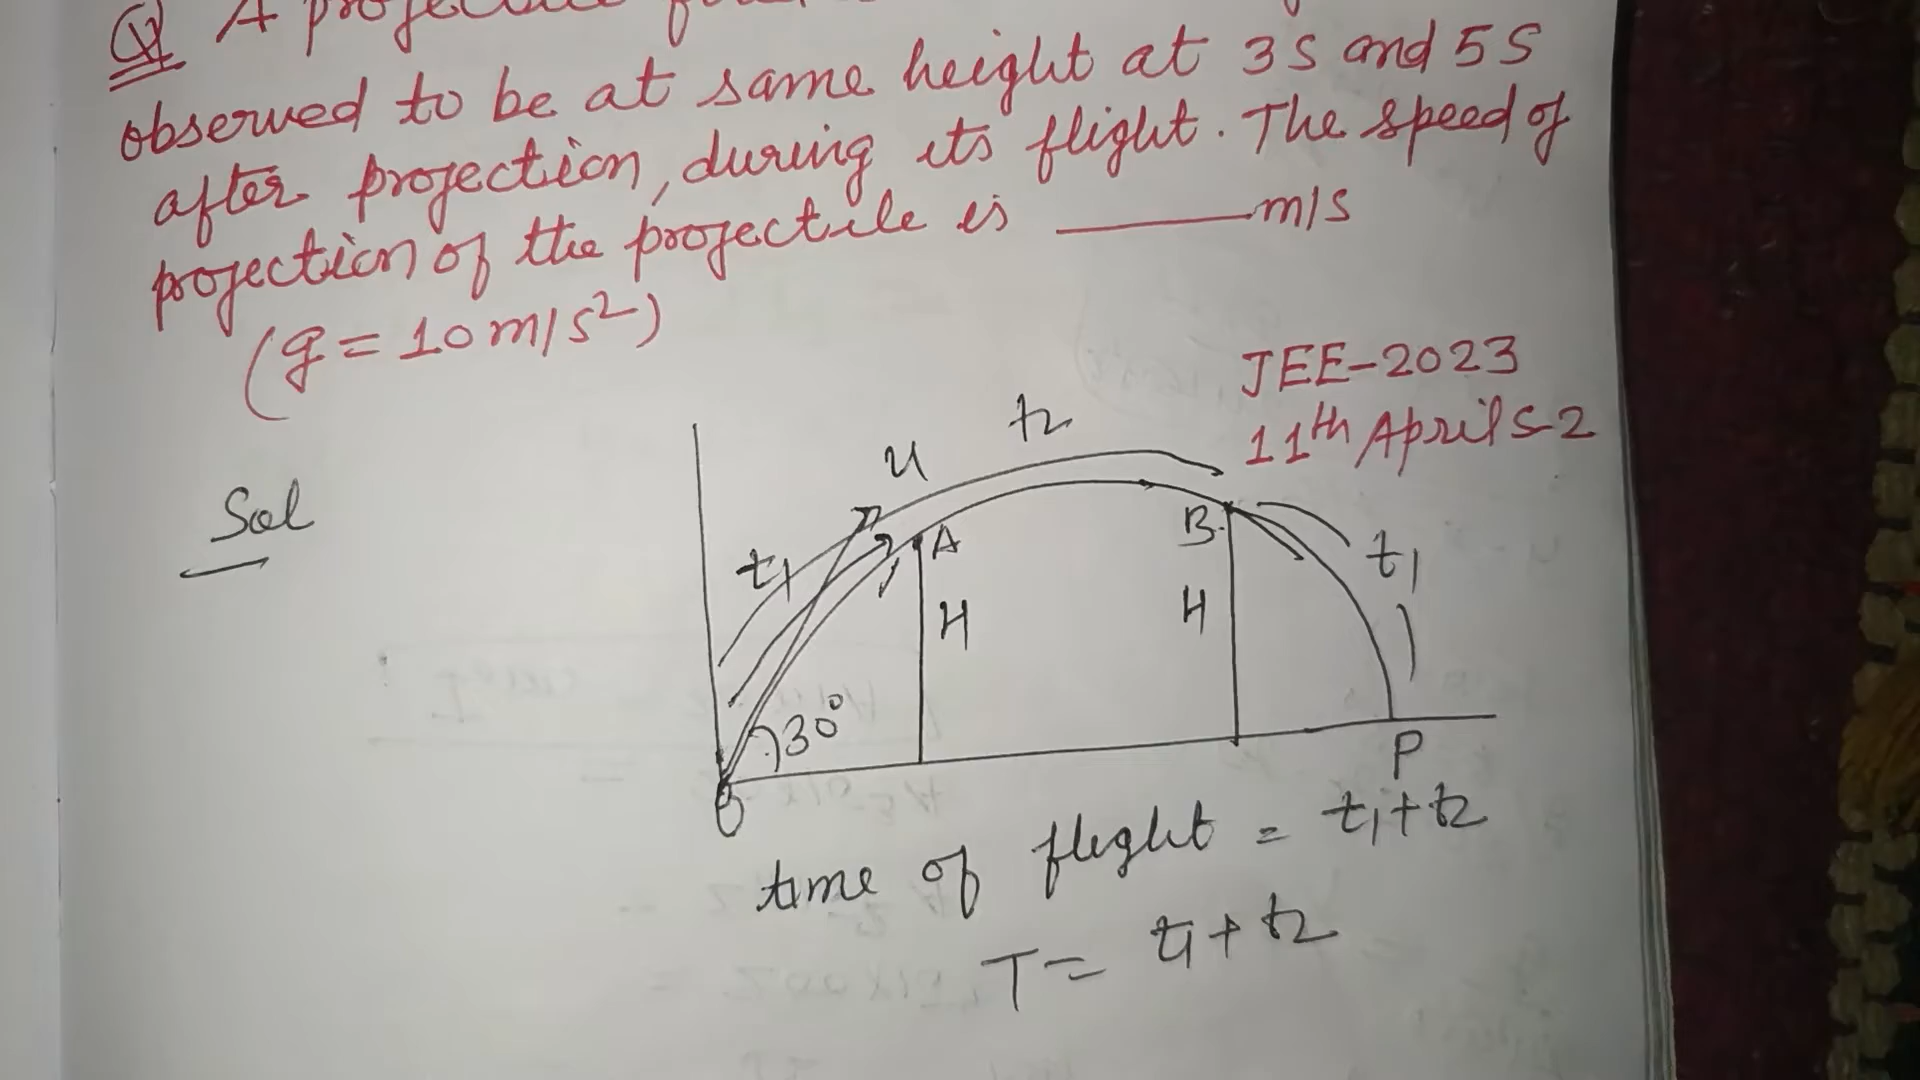 Q A projectile
observed to be at same height at 3S and 5S
after projection, during its flight. The speed of
projection of the projectile is ______ m/s
(g = 10 m/s²)
JEE-2023
11th April S-2
Sol
t2
u
t1
A
B
t1
H
H
30°
O
P
time of flight = t1+t2
T = t1+t2